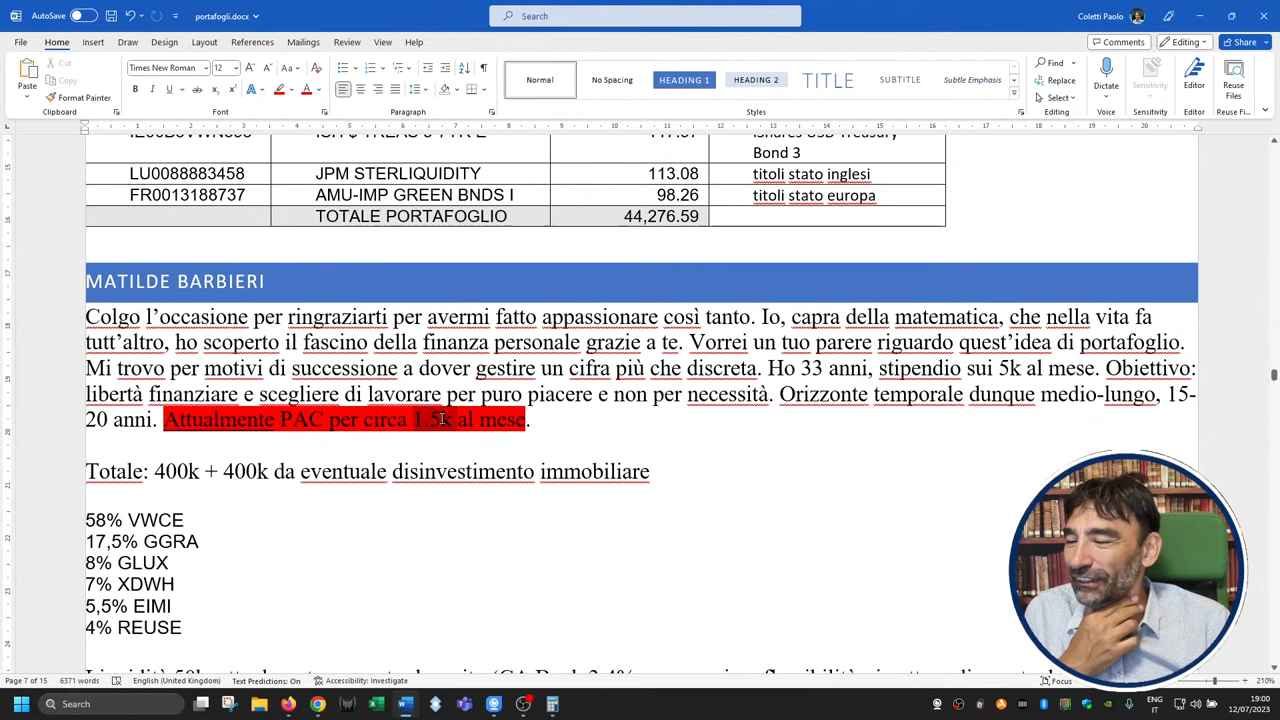 AutoSave
portafogli.docx
Search
Coletti Paolo
File Home Insert Draw Design Layout References Mailings Review View Help
Comments Editing Share
Paste
Cut
Copy
Format Painter
Clipboard
Times New Roman 12
Font
Paragraph
Normal
No Spacing
HEADING 1
HEADING 2
TITLE
SUBTITLE
Subtle Emphasis
Styles
Find
Replace
Select
Editing
Dictate
Voice
Sensitivity
Sensitivity
Editor
Editor
Reuse Files
Reuse Files
Bond 3
LU0088883458 JPM STERLIQUIDITY 113.08 titoli stato inglesi
FR0013188737 AMU-IMP GREEN BNDS I 98.26 titoli stato europa
TOTALE PORTAFOGLIO 44,276.59
MATILDE BARBIERI
Colgo l’occasione per ringraziarti per avermi fatto appassionare così tanto. Io, capra della matematica, che nella vita fa
tutt’altro, ho scoperto il fascino della finanza personale grazie a te. Vorrei un tuo parere riguardo quest’idea di portafoglio.
Mi trovo per motivi di successione a dover gestire un cifra più che discreta. Ho 33 anni, stipendio sui 5k al mese. Obiettivo:
libertà finanziare e scegliere di lavorare per puro piacere e non per necessità. Orizzonte temporale dunque medio-lungo, 15-
20 anni. Attualmente PAC per circa 1.5k al mese.
Totale: 400k + 400k da eventuale disinvestimento immobiliare
58% VWCE
17,5% GGRA
8% GLUX
7% XDWH
5,5% EIMI
4% REUSE
Page 7 of 15 6371 words English (United Kingdom) Text Predictions: On Accessibility: Investigate
Focus
210%
Search
ENG
IT
19:00
12/07/2023